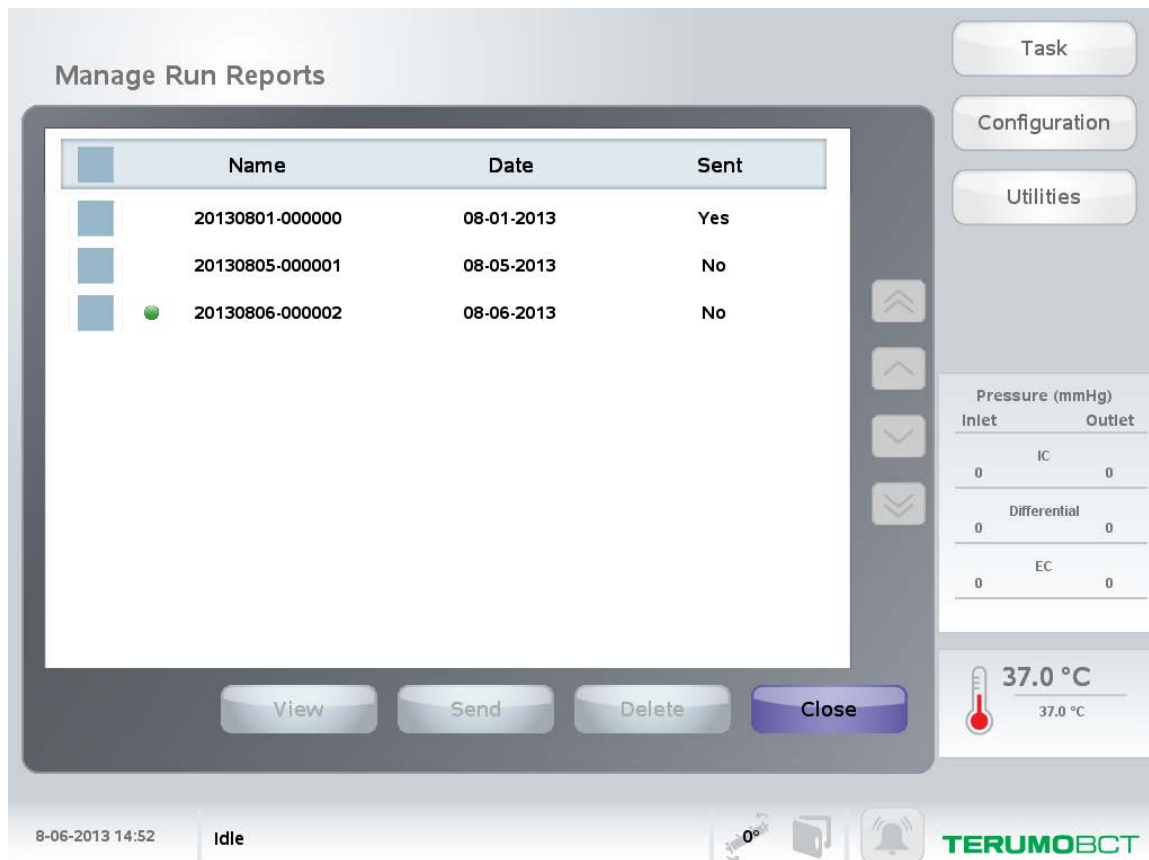 Task
Manage Run Reports
Configuration
Name Date Sent
Utilities
20130801-000000 08-01-2013 Yes
20130805-000001 08-05-2013 No
20130806-000002 08-06-2013 No
Pressure (mmHg)
Inlet Outlet
IC
0 0
Differential
0 0
EC
0 0
View Send Delete Close
37.0 °C
37.0 °C
8-06-2013 14:52 Idle 0° TERUMOBCT